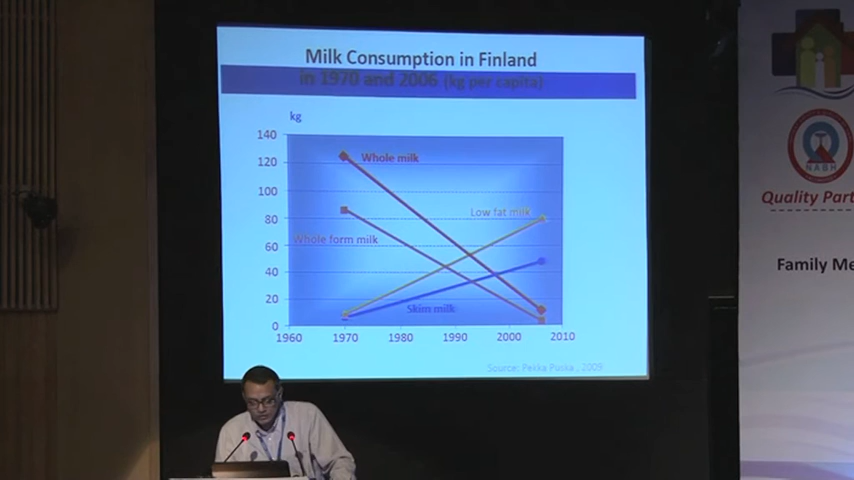 Milk Consumption in Finland
in 1970 and 2006 (kg per capita)
kg
140
120
100
80
60
40
20
0
Whole milk
Low fat milk
Whole form milk
Skim milk
1960 1970 1980 1990 2000 2010
Source: Pekka Puska, 2009
NABH
Quality Part
Family Me